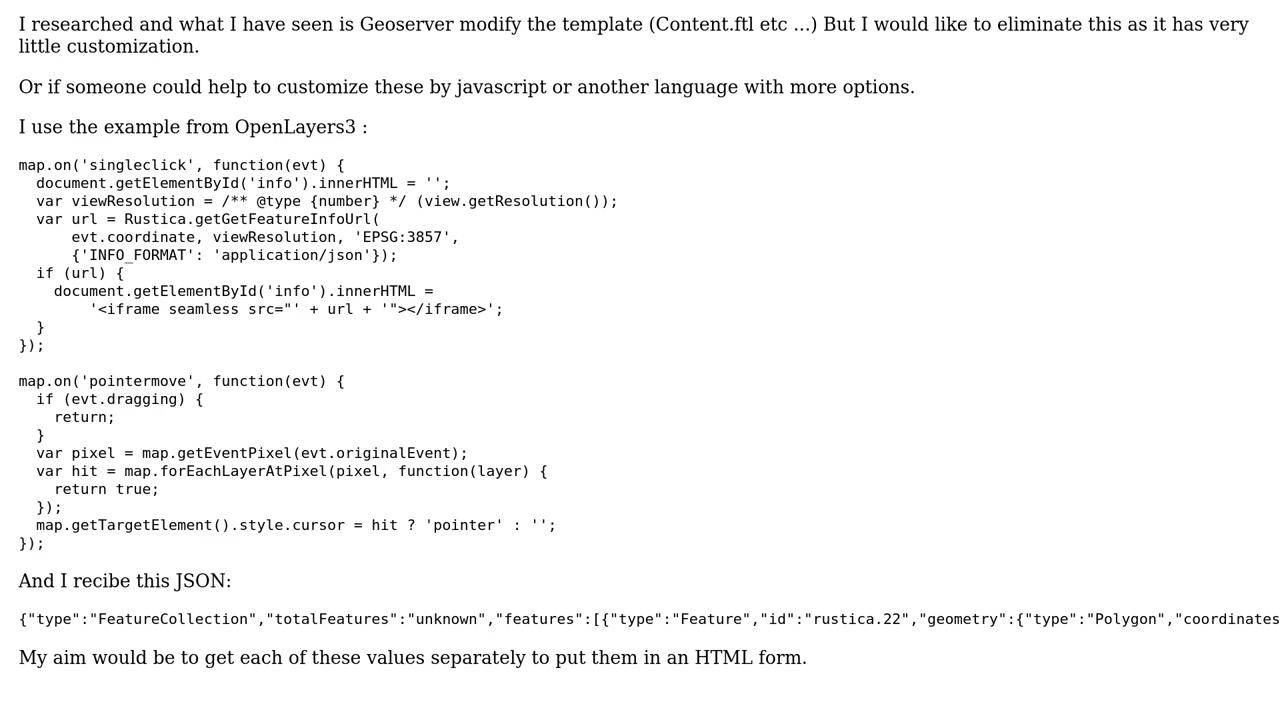 I researched and what I have seen is Geoserver modify the template (Content.ftl etc ...) But I would like to eliminate this as it has very
little customization.
Or if someone could help to customize these by javascript or another language with more options.
I use the example from OpenLayers3 :
map.on('singleclick', function(evt) {
  document.getElementById('info').innerHTML = '';
  var viewResolution = /** @type {number} */ (view.getResolution());
  var url = Rustica.getGetFeatureInfoUrl(
      evt.coordinate, viewResolution, 'EPSG:3857',
      {'INFO_FORMAT': 'application/json'});
  if (url) {
    document.getElementById('info').innerHTML =
        '<iframe seamless src="' + url + '"></iframe>';
  }
});
map.on('pointermove', function(evt) {
  if (evt.dragging) {
    return;
  }
  var pixel = map.getEventPixel(evt.originalEvent);
  var hit = map.forEachLayerAtPixel(pixel, function(layer) {
    return true;
  });
  map.getTargetElement().style.cursor = hit ? 'pointer' : '';
});
And I recibe this JSON:
{"type":"FeatureCollection","totalFeatures":"unknown","features":[{"type":"Feature","id":"rustica.22","geometry":{"type":"Polygon","coordinates
My aim would be to get each of these values separately to put them in an HTML form.